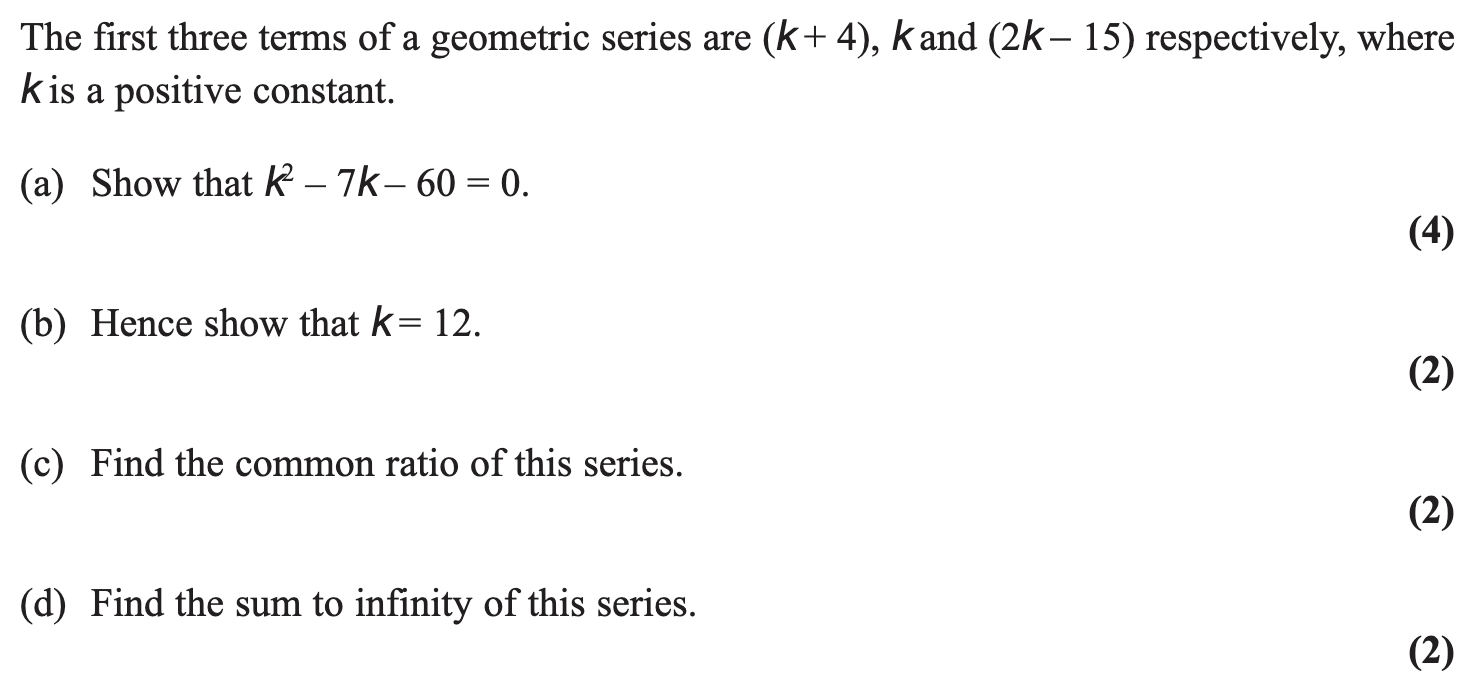 The first three terms of a geometric series are (k + 4), k and (2k – 15) respectively, where
k is a positive constant.
(a) Show that k² – 7k – 60 = 0.
(4)
(b) Hence show that k = 12.
(2)
(c) Find the common ratio of this series.
(2)
(d) Find the sum to infinity of this series.
(2)